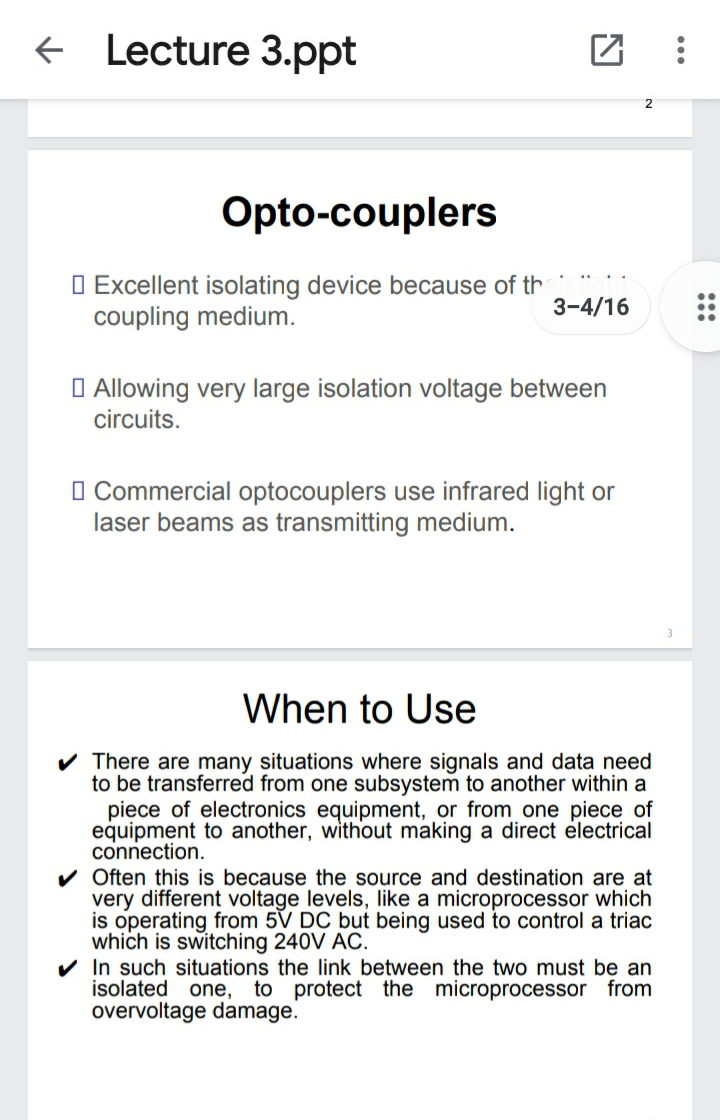 Lecture 3.ppt
2
Opto-couplers
Excellent isolating device because of their light
coupling medium.
3–4/16
Allowing very large isolation voltage between
circuits.
Commercial optocouplers use infrared light or
laser beams as transmitting medium.
3
When to Use
✔ There are many situations where signals and data need
to be transferred from one subsystem to another within a
piece of electronics equipment, or from one piece of
equipment to another, without making a direct electrical
connection.
✔ Often this is because the source and destination are at
very different voltage levels, like a microprocessor which
is operating from 5V DC but being used to control a triac
which is switching 240V AC.
✔ In such situations the link between the two must be an
isolated one, to protect the microprocessor from
overvoltage damage.